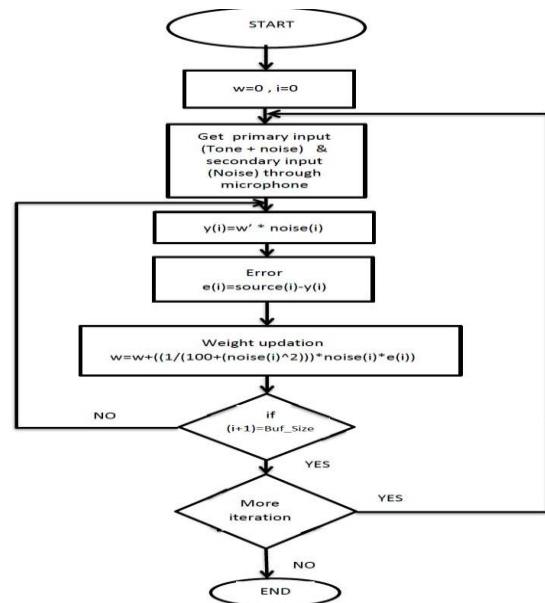 START
w=0 , i=0
Get primary input
(Tone + noise) &
secondary input
(Noise) through
microphone
y(i)=w' * noise(i)
Error
e(i)=source(i)-y(i)
Weight updation
w=w+((1/(100+(noise(i)^2)))*noise(i)*e(i))
NO
if
(i+1)=Buf_Size
YES
More
iteration
YES
NO
END